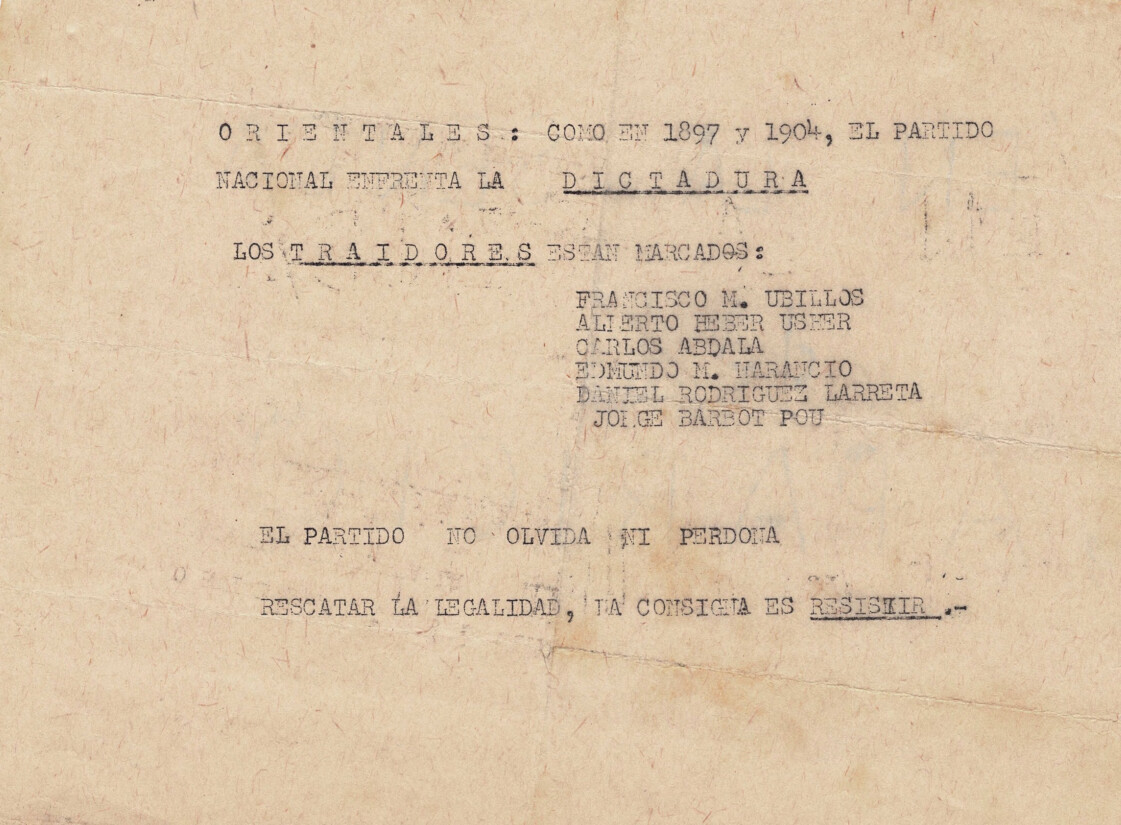 O R I E N T A L E S : COMO EN 1897 y 1904, EL PARTIDO
NACIONAL ENFRENTA LA D I C T A D U R A
LOS T R A I D O R E S ESTAN MARCADOS:
FRANCISCO M. UBILLOS
ALBERTO HEBER USHER
CARLOS ABDALA
EDMUNDO M. NARANCIO
DANIEL RODRIGUEZ LARRETA
JORGE BARBOT POU
EL PARTIDO NO OLVIDA NI PERDONA
RESCATAR LA LEGALIDAD, LA CONSIGNA ES RESISTIR .-